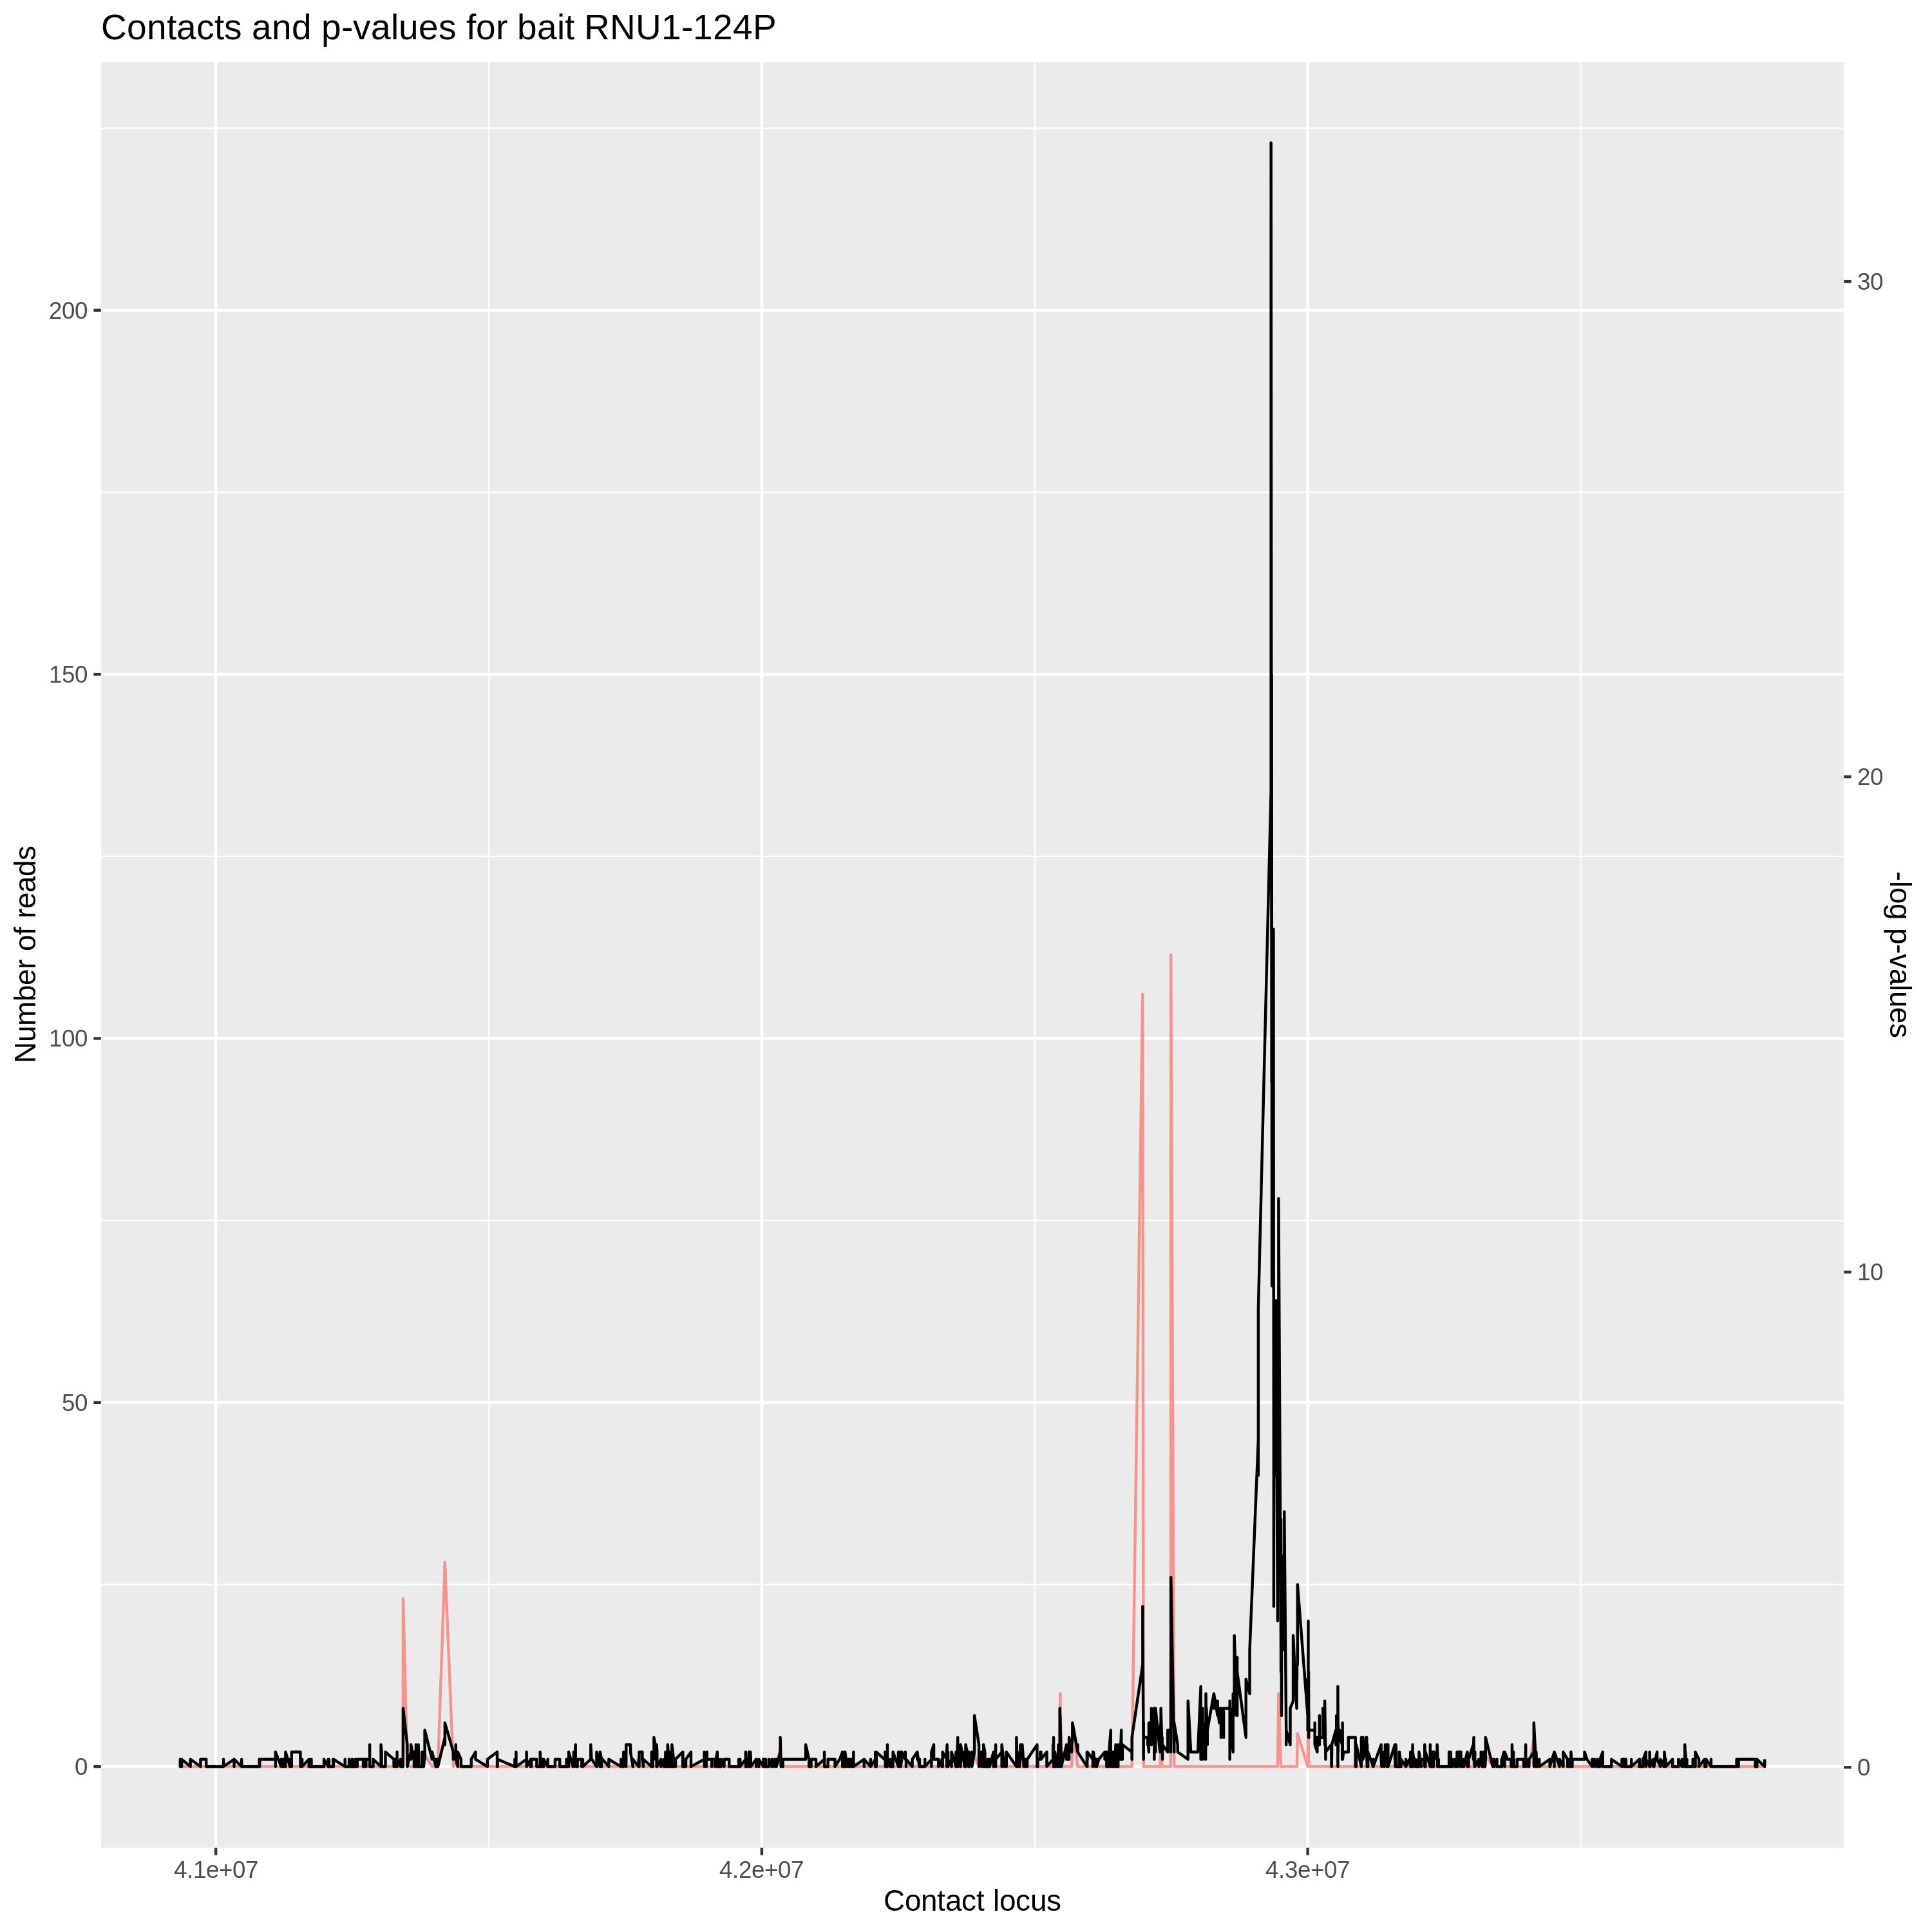 Contacts and p-values for bait RNU1-124P
200
150
100
50
0
Number of reads
30
20
10
0
-log p-values
4.1e+07
4.2e+07
4.3e+07
Contact locus